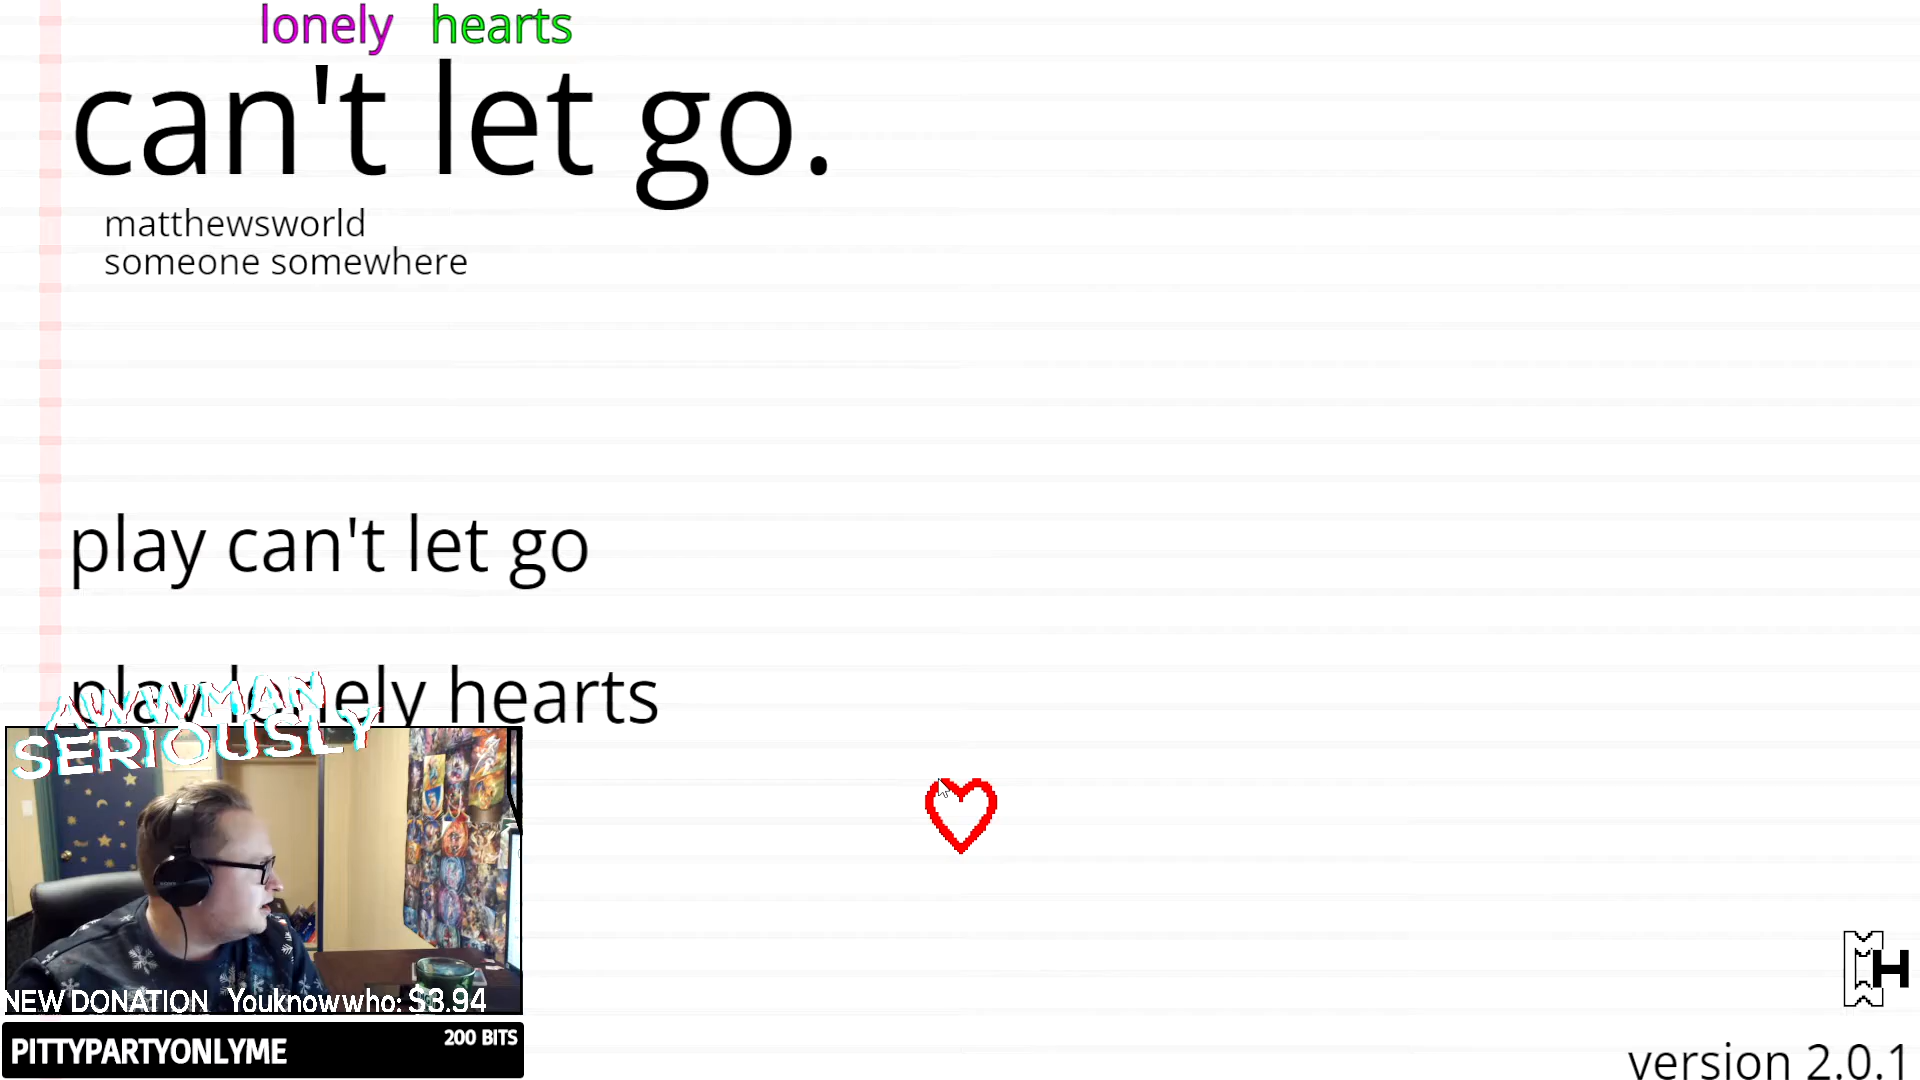 lonely hearts
can't let go.
matthewsworld
someone somewhere
play can't let go
play lonely hearts
AWWMAN
SERIOUSLY
NEW DONATION Youknowwho: $3.94
200 BITS
PITTYPARTYONLYME
H
version 2.0.1